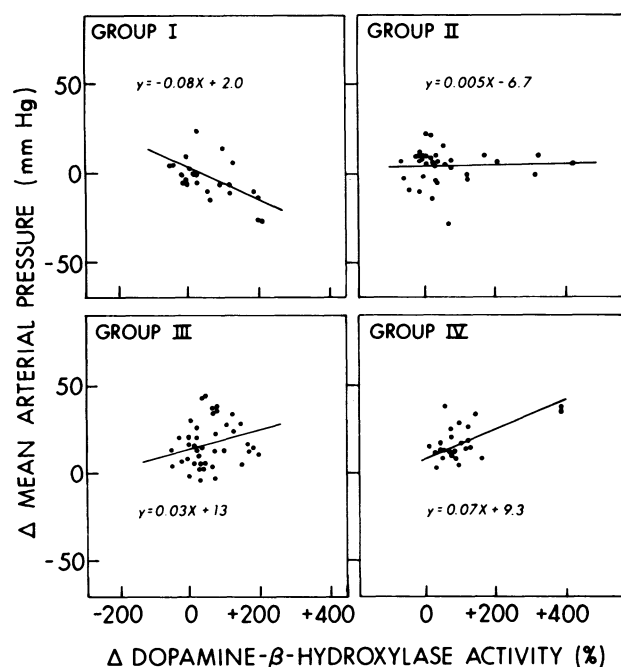 GROUP I
y=-0.08X + 2.0
GROUP II
y=0.005X - 6.7
50
0
-50
GROUP III
y=0.03X + 13
GROUP IV
y=0.07X + 9.3
50
0
-50
-200 0 +200 +400
0 +200 +400
Δ MEAN ARTERIAL PRESSURE (mm Hg)
Δ DOPAMINE-β-HYDROXYLASE ACTIVITY (%)